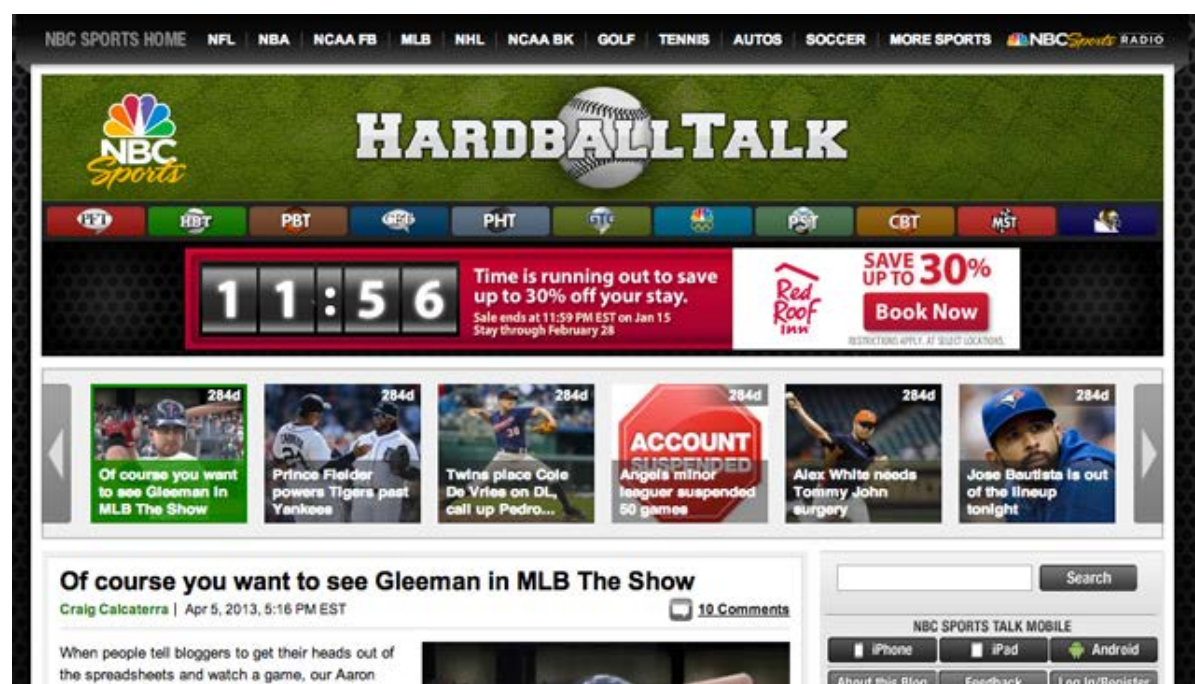 NBC SPORTS HOME NFL NBA NCAA FB MLB NHL NCAA BK GOLF TENNIS AUTOS SOCCER MORE SPORTS NBC Sports RADIO
NBC
Sports
HARDBALLTALK
PFT HBT PBT CFT PHT GTC PST CBT MST
11:56
Time is running out to save
up to 30% off your stay.
Sale ends at 11:59 PM EST on Jan 15
Stay through February 28
Red
Roof
Inn
SAVE
UP TO 30%
Book Now
RESTRICTIONS APPLY. AT SELECT LOCATIONS.
284d
Of course you want
to see Gleeman in
MLB The Show
284d
Prince Fielder
powers Tigers past
Yankees
284d
Twins place Cole
De Vries on DL,
call up Pedro...
284d
ACCOUNT
SUSPENDED
Angels minor
leaguer suspended
50 games
284d
Alex White needs
Tommy John
surgery
284d
Jose Bautista is out
of the lineup
tonight
Of course you want to see Gleeman in MLB The Show
Craig Calcaterra | Apr 5, 2013, 5:16 PM EST
10 Comments
When people tell bloggers to get their heads out of
the spreadsheets and watch a game, our Aaron
Search
NBC SPORTS TALK MOBILE
iPhone iPad Android
About this Blog Feedback Log In/Register